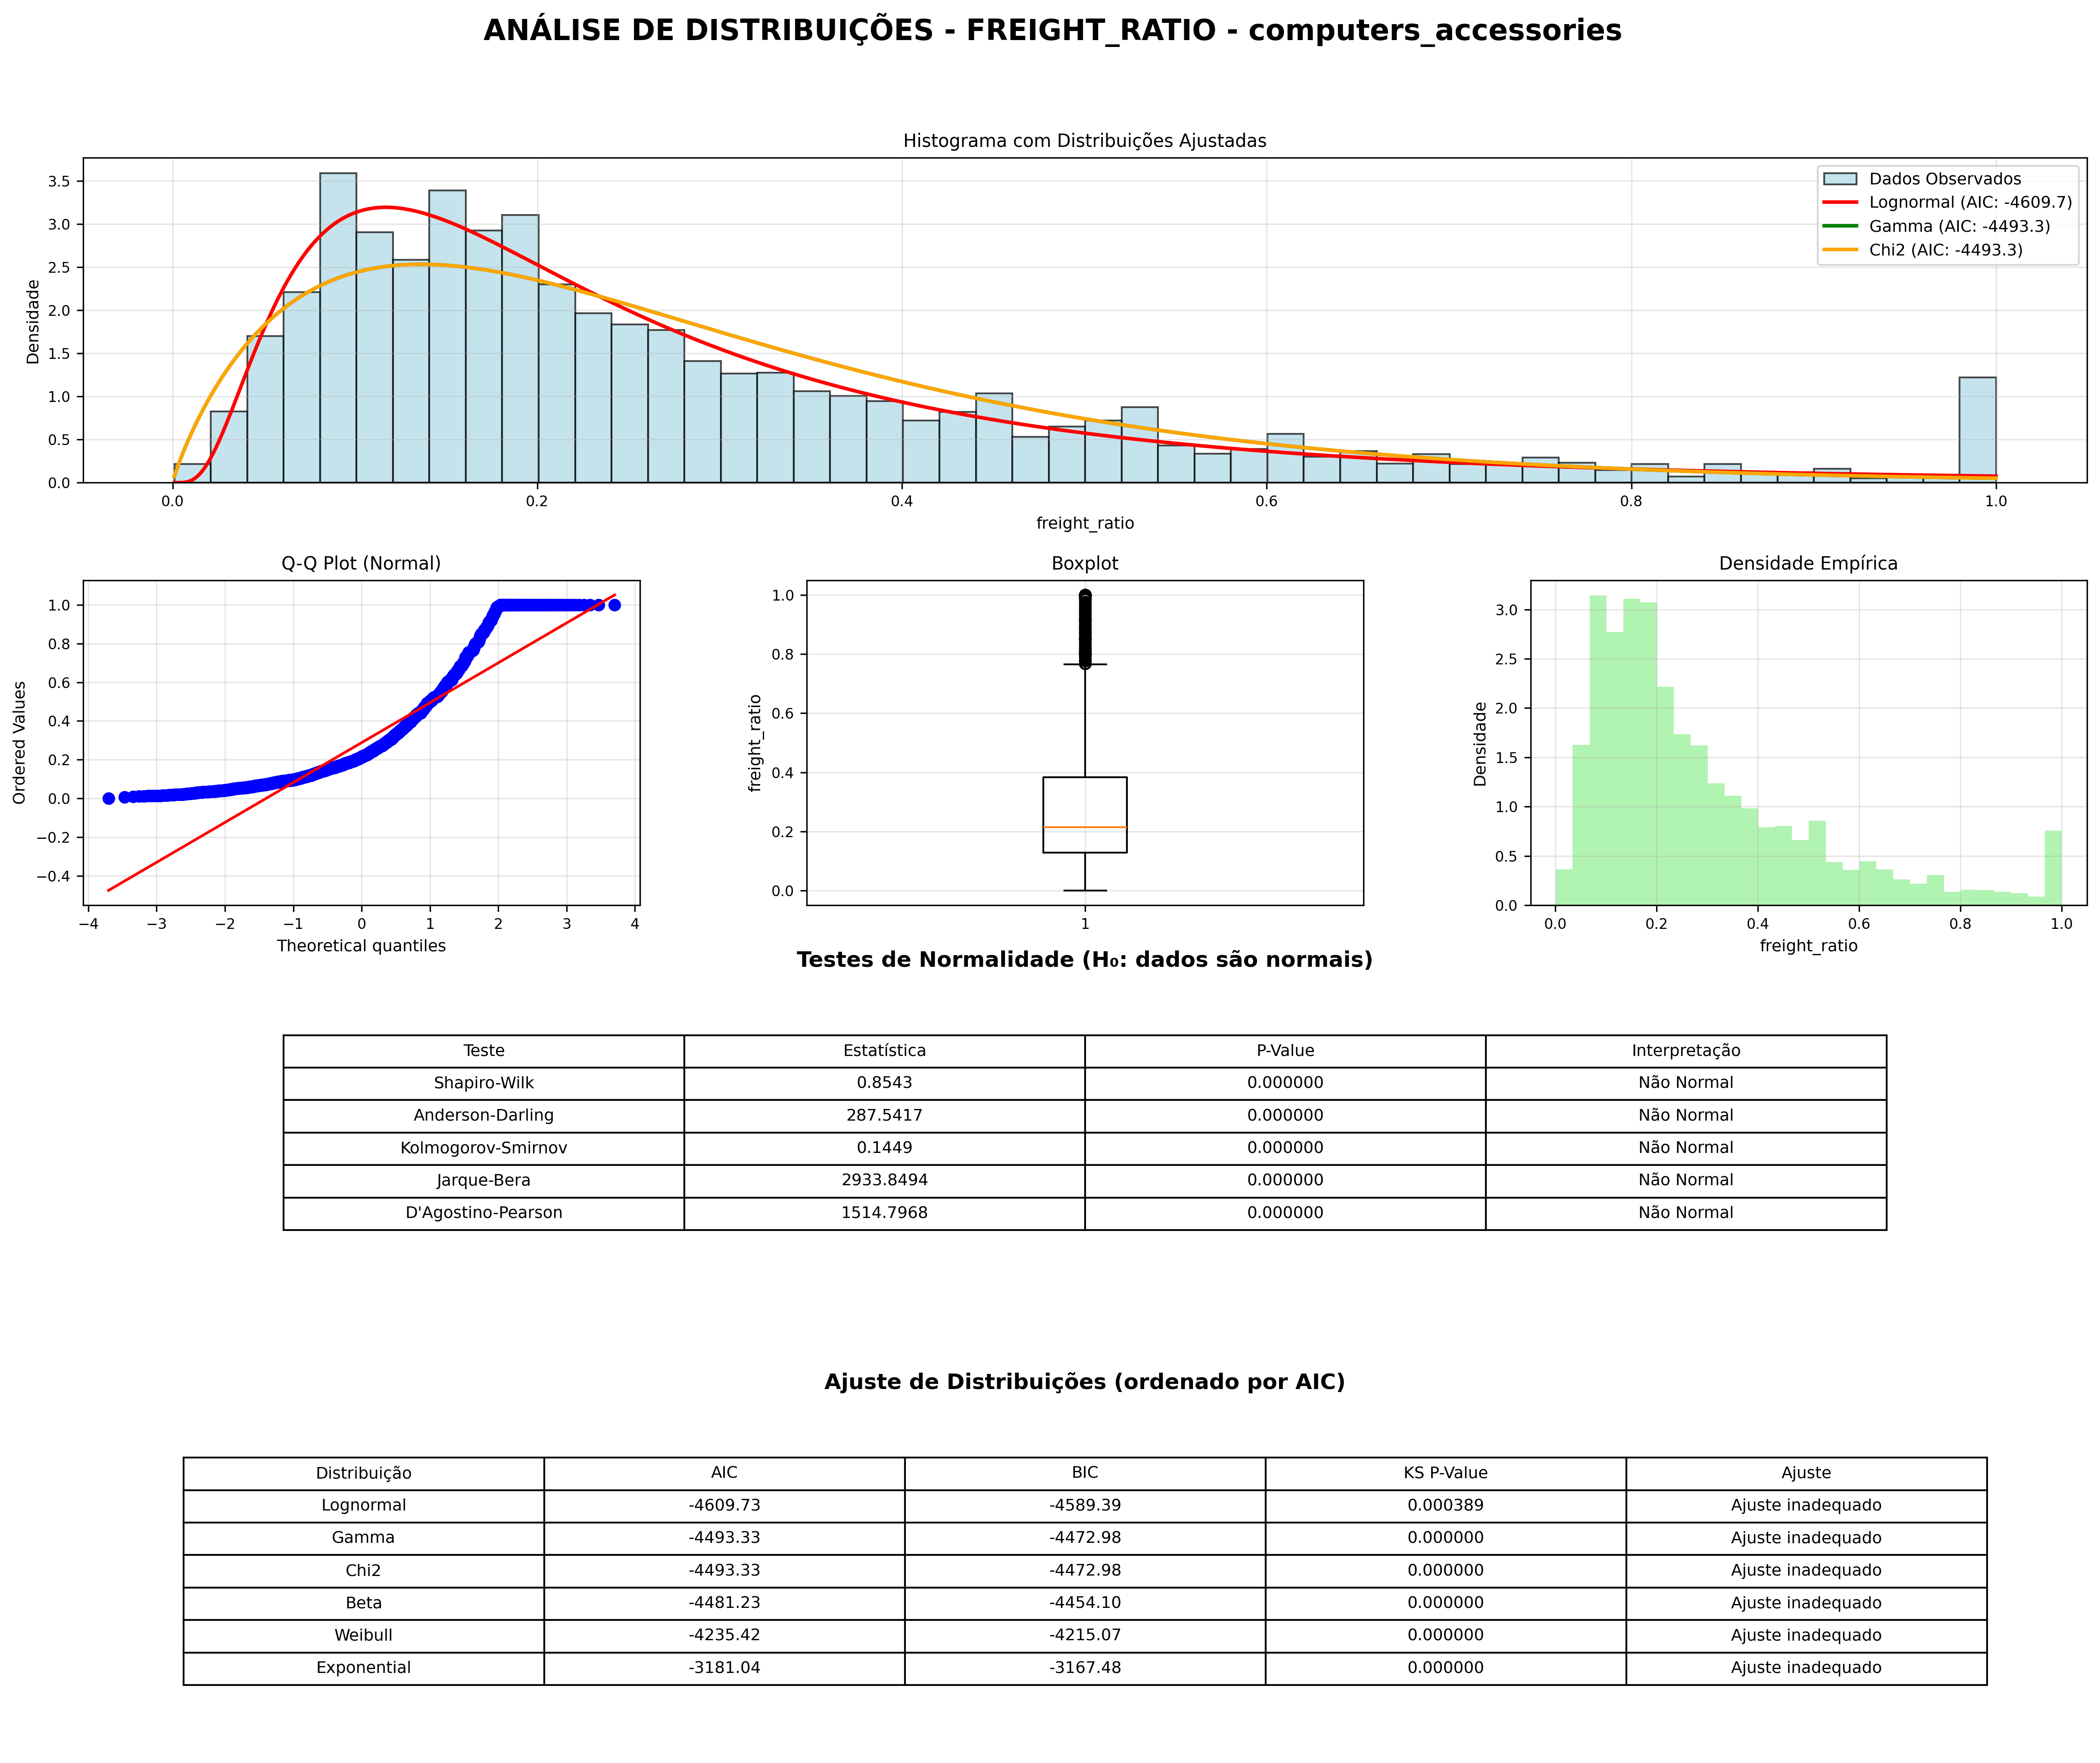 ANÁLISE DE DISTRIBUIÇÕES - FREIGHT_RATIO - computers_accessories
Histograma com Distribuições Ajustadas
Densidade
3.5
3.0
2.5
2.0
1.5
1.0
0.5
0.0
0.0 0.2 0.4 0.6 0.8 1.0
freight_ratio
Dados Observados
Lognormal (AIC: -4609.7)
Gamma (AIC: -4493.3)
Chi2 (AIC: -4493.3)
Q-Q Plot (Normal)
Ordered Values
1.0
0.8
0.6
0.4
0.2
0.0
−0.2
−0.4
−4 −3 −2 −1 0 1 2 3 4
Theoretical quantiles
Boxplot
freight_ratio
1.0
0.8
0.6
0.4
0.2
0.0
1
Densidade Empírica
Densidade
3.0
2.5
2.0
1.5
1.0
0.5
0.0
0.0 0.2 0.4 0.6 0.8 1.0
freight_ratio
Testes de Normalidade (H₀: dados são normais)
Teste Estatística P-Value Interpretação
Shapiro-Wilk 0.8543 0.000000 Não Normal
Anderson-Darling 287.5417 0.000000 Não Normal
Kolmogorov-Smirnov 0.1449 0.000000 Não Normal
Jarque-Bera 2933.8494 0.000000 Não Normal
D'Agostino-Pearson 1514.7968 0.000000 Não Normal
Ajuste de Distribuições (ordenado por AIC)
Distribuição AIC BIC KS P-Value Ajuste
Lognormal -4609.73 -4589.39 0.000389 Ajuste inadequado
Gamma -4493.33 -4472.98 0.000000 Ajuste inadequado
Chi2 -4493.33 -4472.98 0.000000 Ajuste inadequado
Beta -4481.23 -4454.10 0.000000 Ajuste inadequado
Weibull -4235.42 -4215.07 0.000000 Ajuste inadequado
Exponential -3181.04 -3167.48 0.000000 Ajuste inadequado